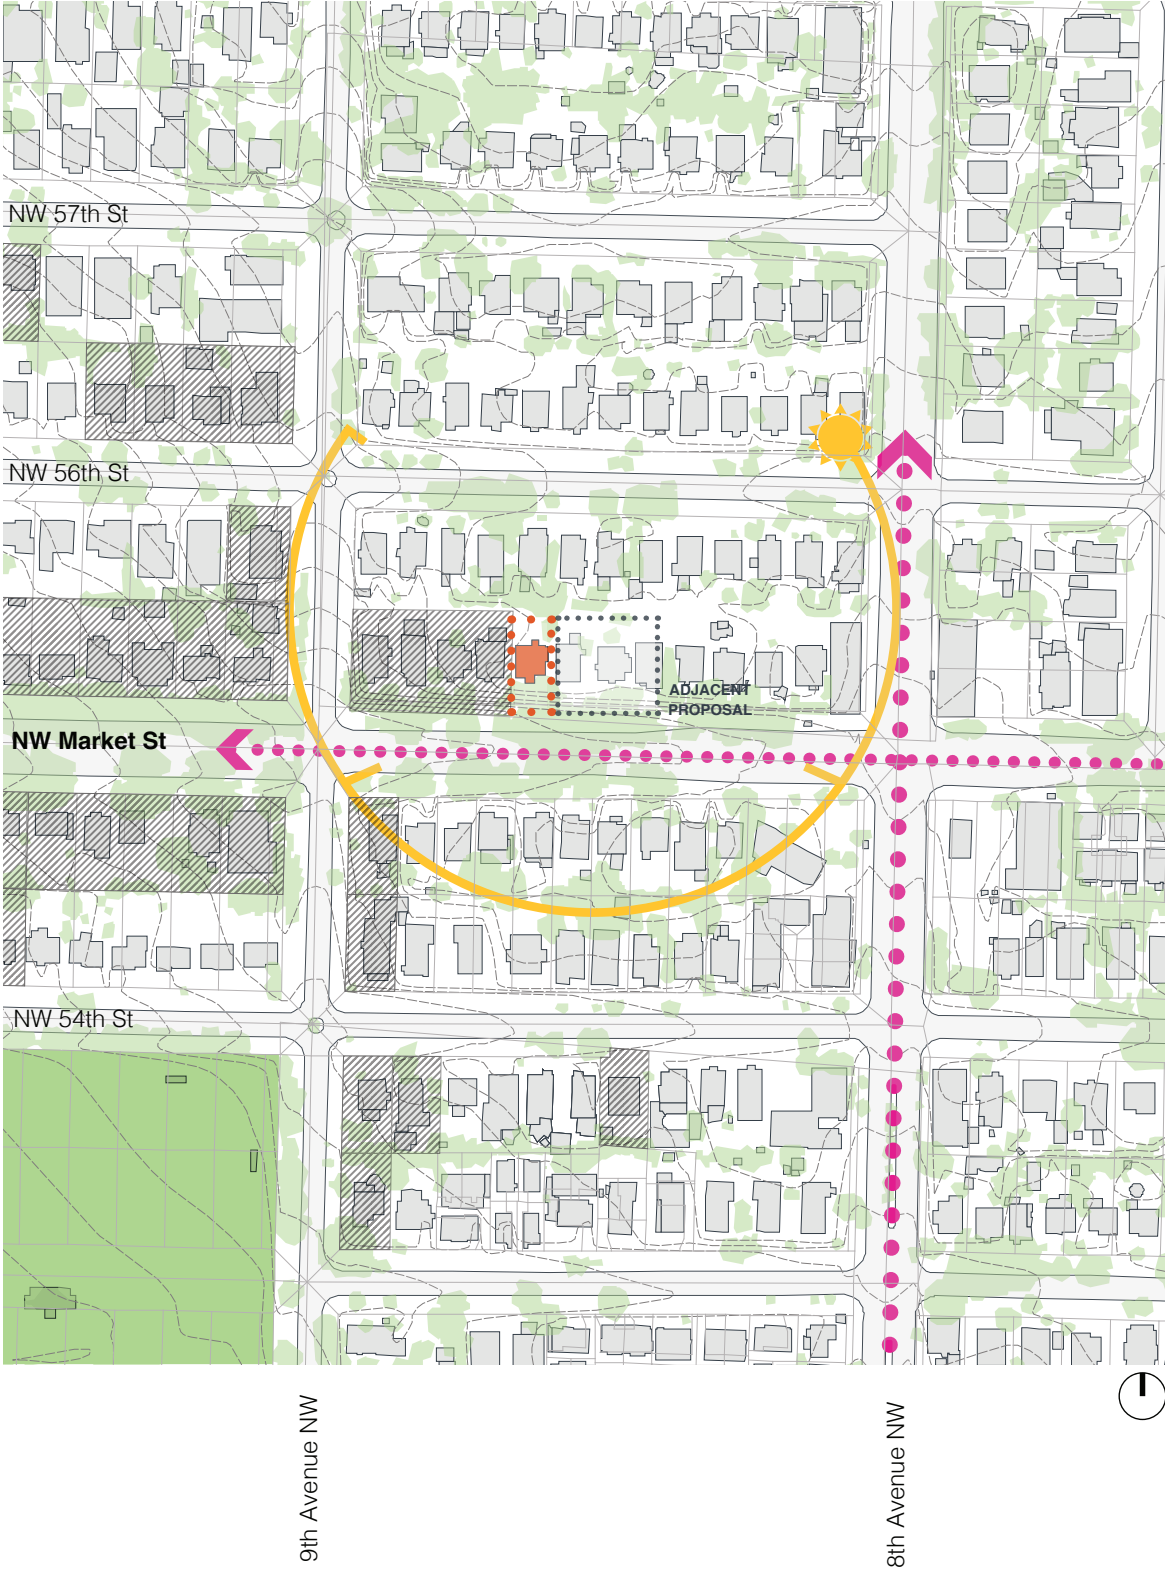 NW 57th St
NW 56th St
ADJACENT
PROPOSAL
NW Market St
NW 54th St
9th Avenue NW
8th Avenue NW